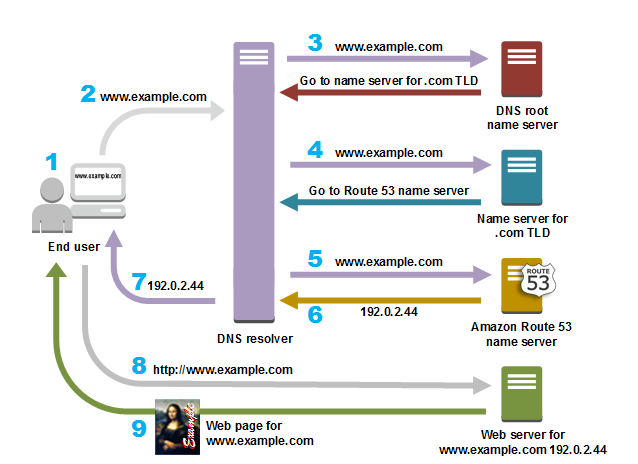 3
www.example.com
Go to name server for .com TLD
DNS root
name server
2
www.example.com
4
www.example.com
Go to Route 53 name server
Name server for
.com TLD
1
www.example.com
End user
5
www.example.com
ROUTE
53
7
192.0.2.44
6
192.0.2.44
Amazon Route 53
name server
DNS resolver
8
http://www.example.com
9
Example
Web page for
www.example.com
Web server for
www.example.com 192.0.2.44